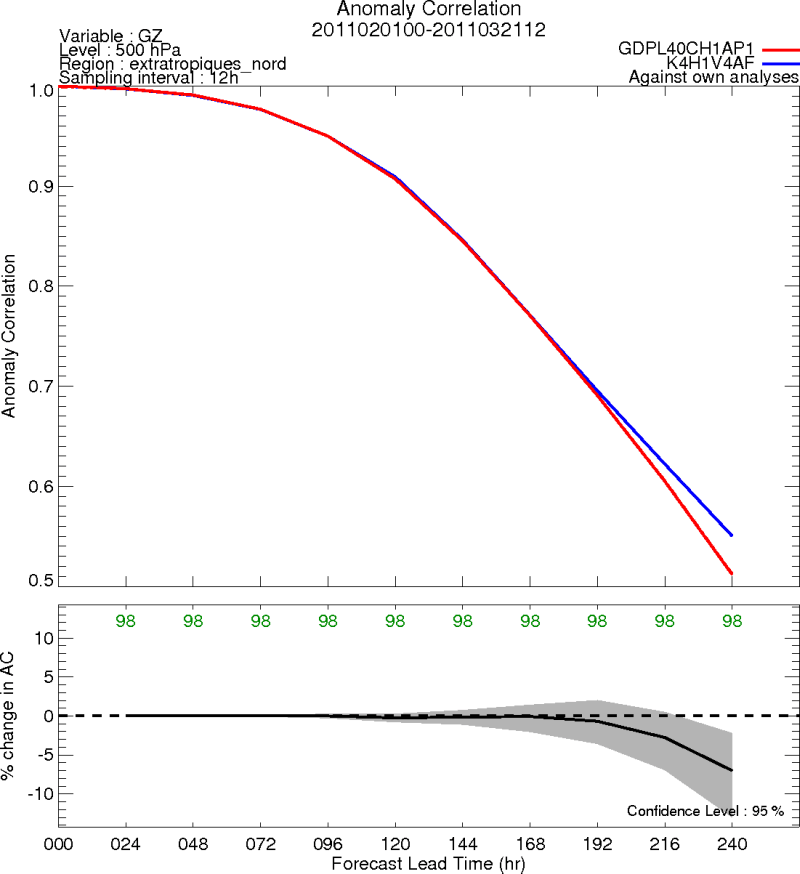 Anomaly Correlation
2011020100-2011032112
Variable : GZ
Level : 500 hPa
Region : extratropiques_nord
Sampling interval : 12h
GDPL40CH1AP1
K4H1V4AF
Against own analyses
1.0
0.9
0.8
0.7
0.6
0.5
Anomaly Correlation
98 98 98 98 98 98 98 98 98 98
10
5
0
-5
-10
% change in AC
Confidence Level : 95 %
000 024 048 072 096 120 144 168 192 216 240
Forecast Lead Time (hr)